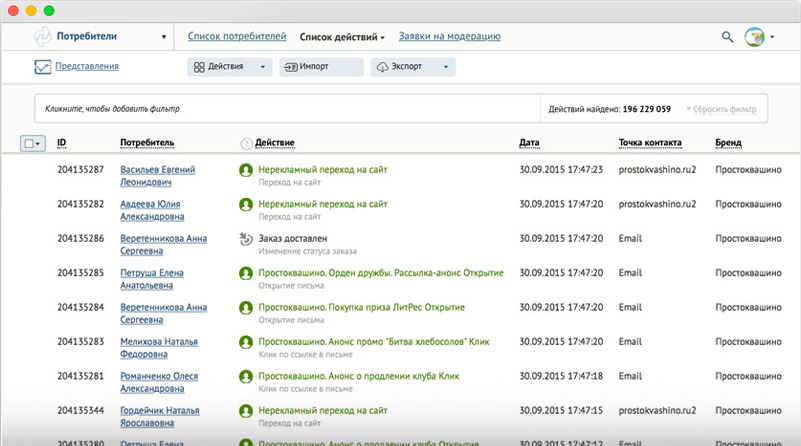 Потребители Список потребителей Список действий Заявки на модерацию
Представления Действия Импорт Экспорт
Кликните, чтобы добавить фильтр Действий найдено: 196 229 059 × Сбросить фильтр
ID Потребитель ? Действие Дата Точка контакта Бренд
204135287 Васильев Евгений Нерекламный переход на сайт 30.09.2015 17:47:23 prostokvashino.ru2 Простоквашино
Леонидович Переход на сайт
204135282 Авдеева Юлия Нерекламный переход на сайт 30.09.2015 17:47:20 prostokvashino.ru2 Простоквашино
Александровна Переход на сайт
204135286 Веретенникова Анна Заказ доставлен 30.09.2015 17:47:20 Email Простоквашино
Сергеевна Изменение статуса заказа
204135285 Петруша Елена Простоквашино. Орден дружбы. Рассылка-анонс Открытие 30.09.2015 17:47:20 Email Простоквашино
Анатольевна Открытие письма
204135284 Веретенникова Анна Простоквашино. Покупка приза ЛитРес Открытие 30.09.2015 17:47:20 Email Простоквашино
Сергеевна Открытие письма
204135283 Мелихова Наталья Простоквашино. Анонс промо "Битва хлебосолов" Клик 30.09.2015 17:47:20 Email Простоквашино
Федоровна Клик по ссылке в письме
204135281 Романченко Олеся Простоквашино. Анонс о продлении клуба Клик 30.09.2015 17:47:18 Email Простоквашино
Александровна Клик по ссылке в письме
204135344 Гордейчик Наталья Нерекламный переход на сайт 30.09.2015 17:47:15 prostokvashino.ru2 Простоквашино
Ярославовна Переход на сайт
204135280 Петруша Елена Простоквашино. Анонс о продлении клуба Открытие 30.09.2015 17:47:12 Email Простоквашино